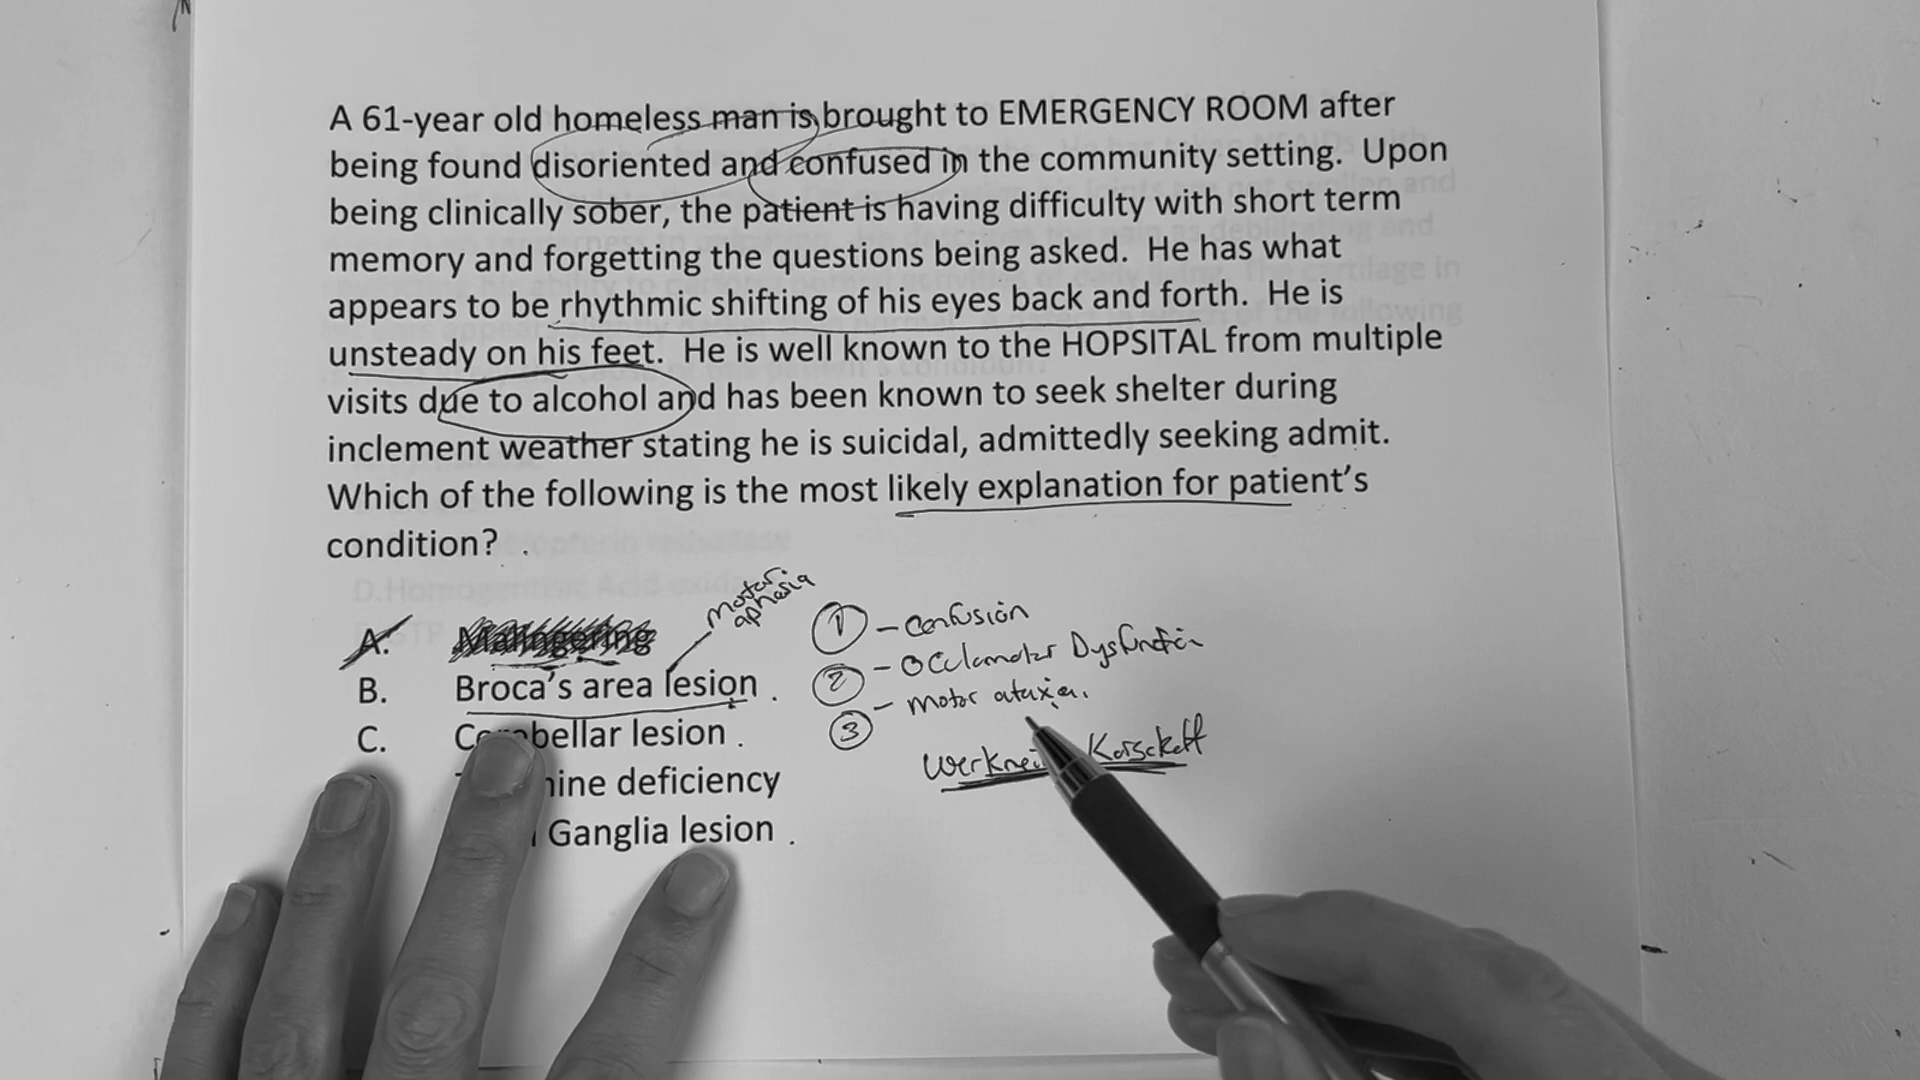 A 61-year old homeless man is brought to EMERGENCY ROOM after
being found disoriented and confused in the community setting. Upon
being clinically sober, the patient is having difficulty with short term
memory and forgetting the questions being asked. He has what
appears to be rhythmic shifting of his eyes back and forth. He is
unsteady on his feet. He is well known to the HOPSITAL from multiple
visits due to alcohol and has been known to seek shelter during
inclement weather stating he is suicidal, admittedly seeking admit.
Which of the following is the most likely explanation for patient's
condition? .
motor
aphasia
A. Malingering
1 - confusion
B. Broca's area lesion .
2 - Oculomotor Dysfunction
C. lesion .
3 - motor ataxia.
deficiency
Korsckoff
Ganglia lesion .